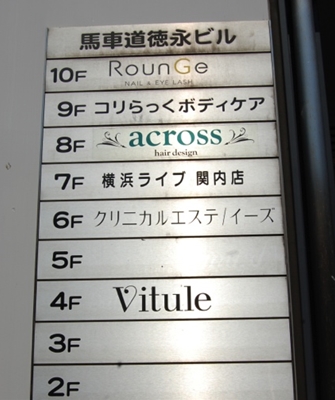 馬車道徳永ビル
10F RounGe
NAIL & EYE LASH
9F コリらっくボディケア
8F across
hair design
7F 横浜ライブ 関内店
6F クリニカルエステ/イーズ
5F
4F Vitule
3F
2F